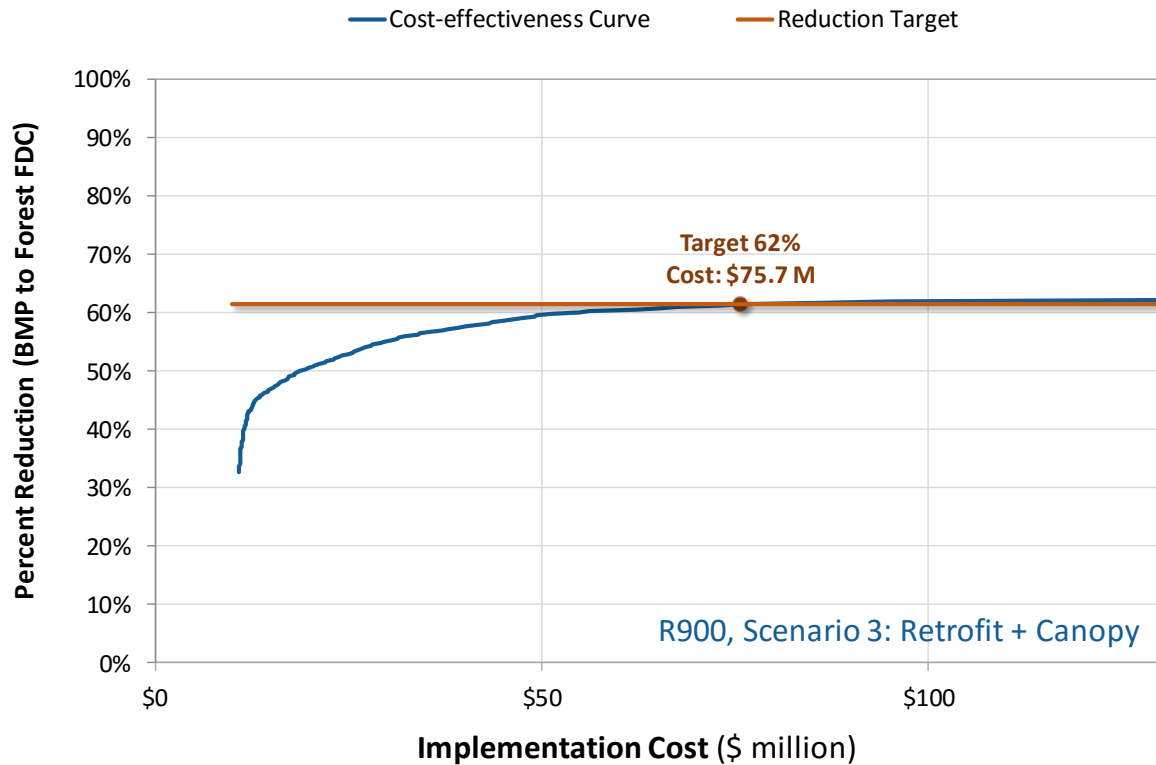 Cost-effectiveness Curve
Reduction Target
100%
90%
80%
70%
60%
50%
40%
30%
20%
10%
0%
Percent Reduction (BMP to Forest FDC)
Target 62%
Cost: $75.7 M
R900, Scenario 3: Retrofit + Canopy
$0
$50
$100
Implementation Cost ($ million)